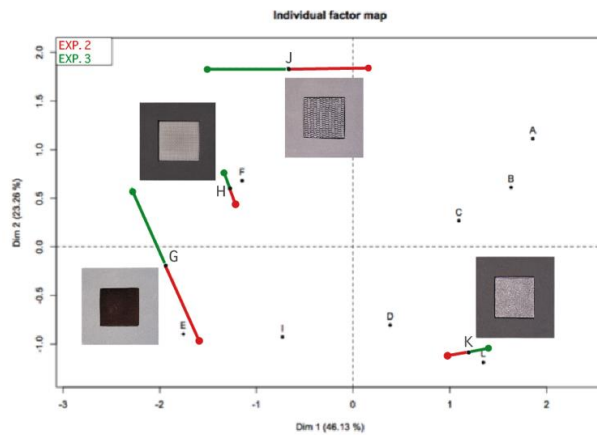 Individual factor map
EXP.2
EXP.3
J
A
F
B
H
C
G
D
E
I
K
L
2.0
1.5
1.0
0.5
0.0
-0.5
-1.0
Dim 2 (23.26 %)
-3
-2
-1
0
1
2
Dim 1 (46.13 %)